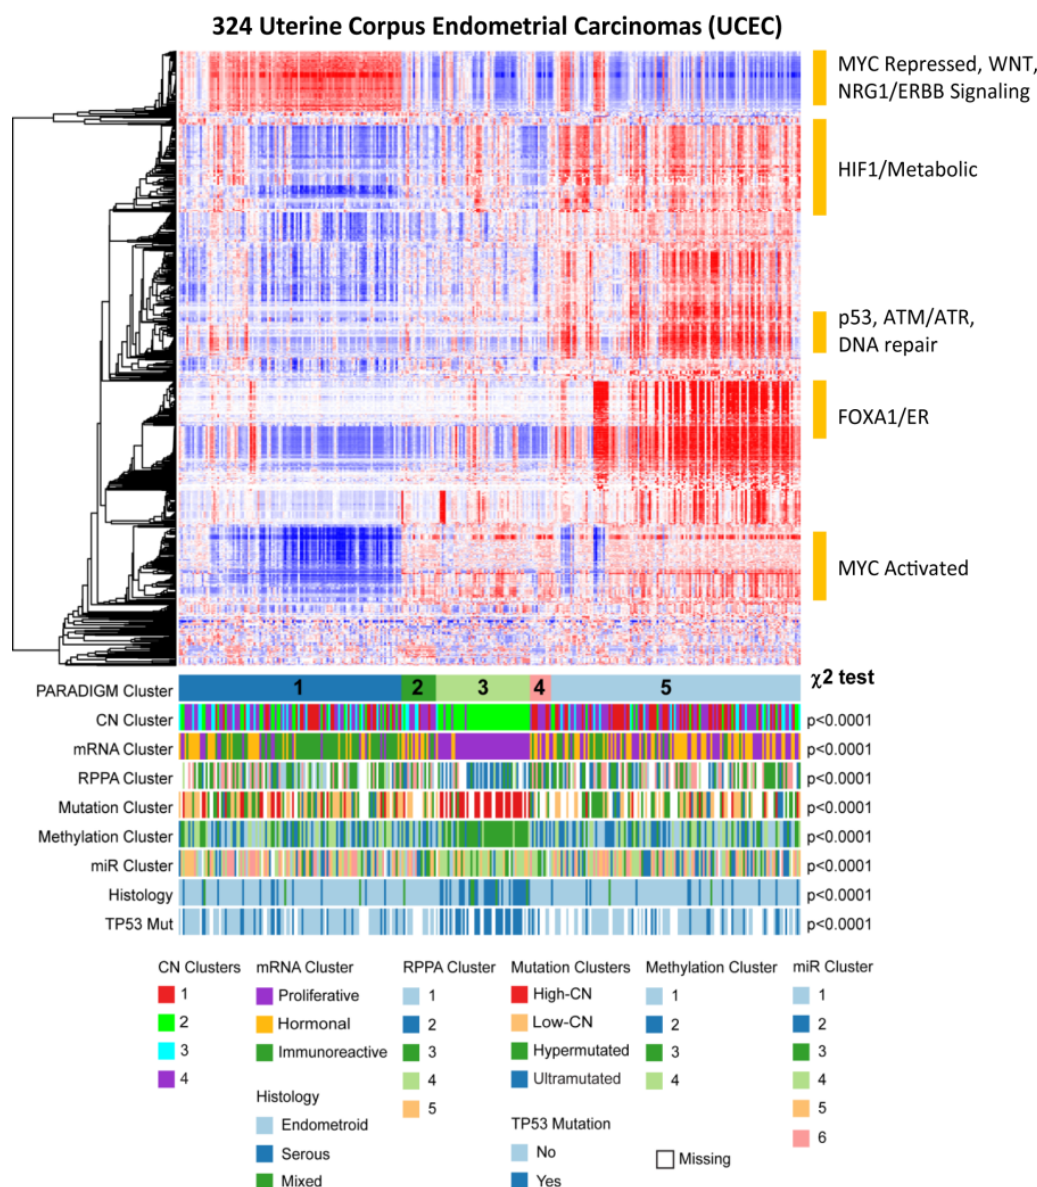 324 Uterine Corpus Endometrial Carcinomas (UCEC)
MYC Repressed, WNT,
NRG1/ERBB Signaling
HIF1/Metabolic
p53, ATM/ATR,
DNA repair
FOXA1/ER
MYC Activated
PARADIGM Cluster 1 2 3 4 5 χ2 test
CN Cluster p<0.0001
mRNA Cluster p<0.0001
RPPA Cluster p<0.0001
Mutation Cluster p<0.0001
Methylation Cluster p<0.0001
miR Cluster p<0.0001
Histology p<0.0001
TP53 Mut p<0.0001
CN Clusters
1
2
3
4
mRNA Cluster
Proliferative
Hormonal
Immunoreactive
Histology
Endometroid
Serous
Mixed
RPPA Cluster
1
2
3
4
5
Mutation Clusters
High-CN
Low-CN
Hypermutated
Ultramutated
TP53 Mutation
No
Yes
Methylation Cluster
1
2
3
4
Missing
miR Cluster
1
2
3
4
5
6